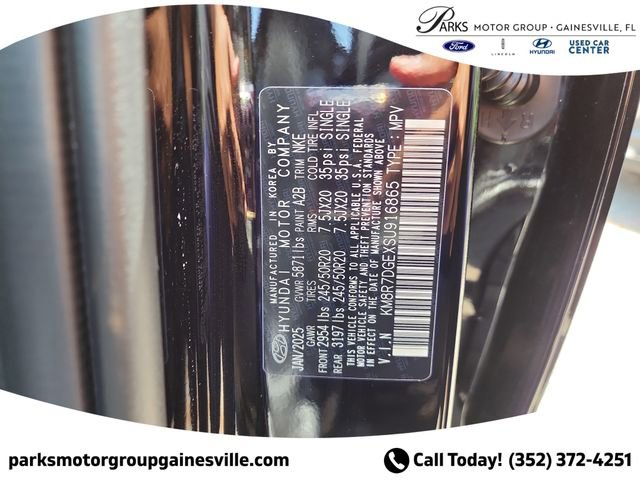 PARKS MOTOR GROUP · GAINESVILLE, FL
Ford
LINCOLN
HYUNDAI
USED CAR
CENTER
MANUFACTURED IN KOREA BY
HYUNDAI MOTOR COMPANY
JAN/2025 GVWR 5871lbs PAINT A2B TRIM NKE
GAWR TIRES RIMS COLD TIRE INFL
FRONT 2954lbs 245/50R20 7.5JX20 35psi SINGLE
REAR 3197lbs 245/50R20 7.5JX20 35psi SINGLE
THIS VEHICLE CONFORMS TO ALL APPLICABLE U.S.A. FEDERAL
MOTOR VEHICLE SAFETY AND THEFT PREVENTION STANDARDS
IN EFFECT ON THE DATE OF MANUFACTURE SHOWN ABOVE
V.I.N KM8R7DGEXSU916865 TYPE : MPV
parksmotorgroupgainesville.com
Call Today! (352) 372-4251